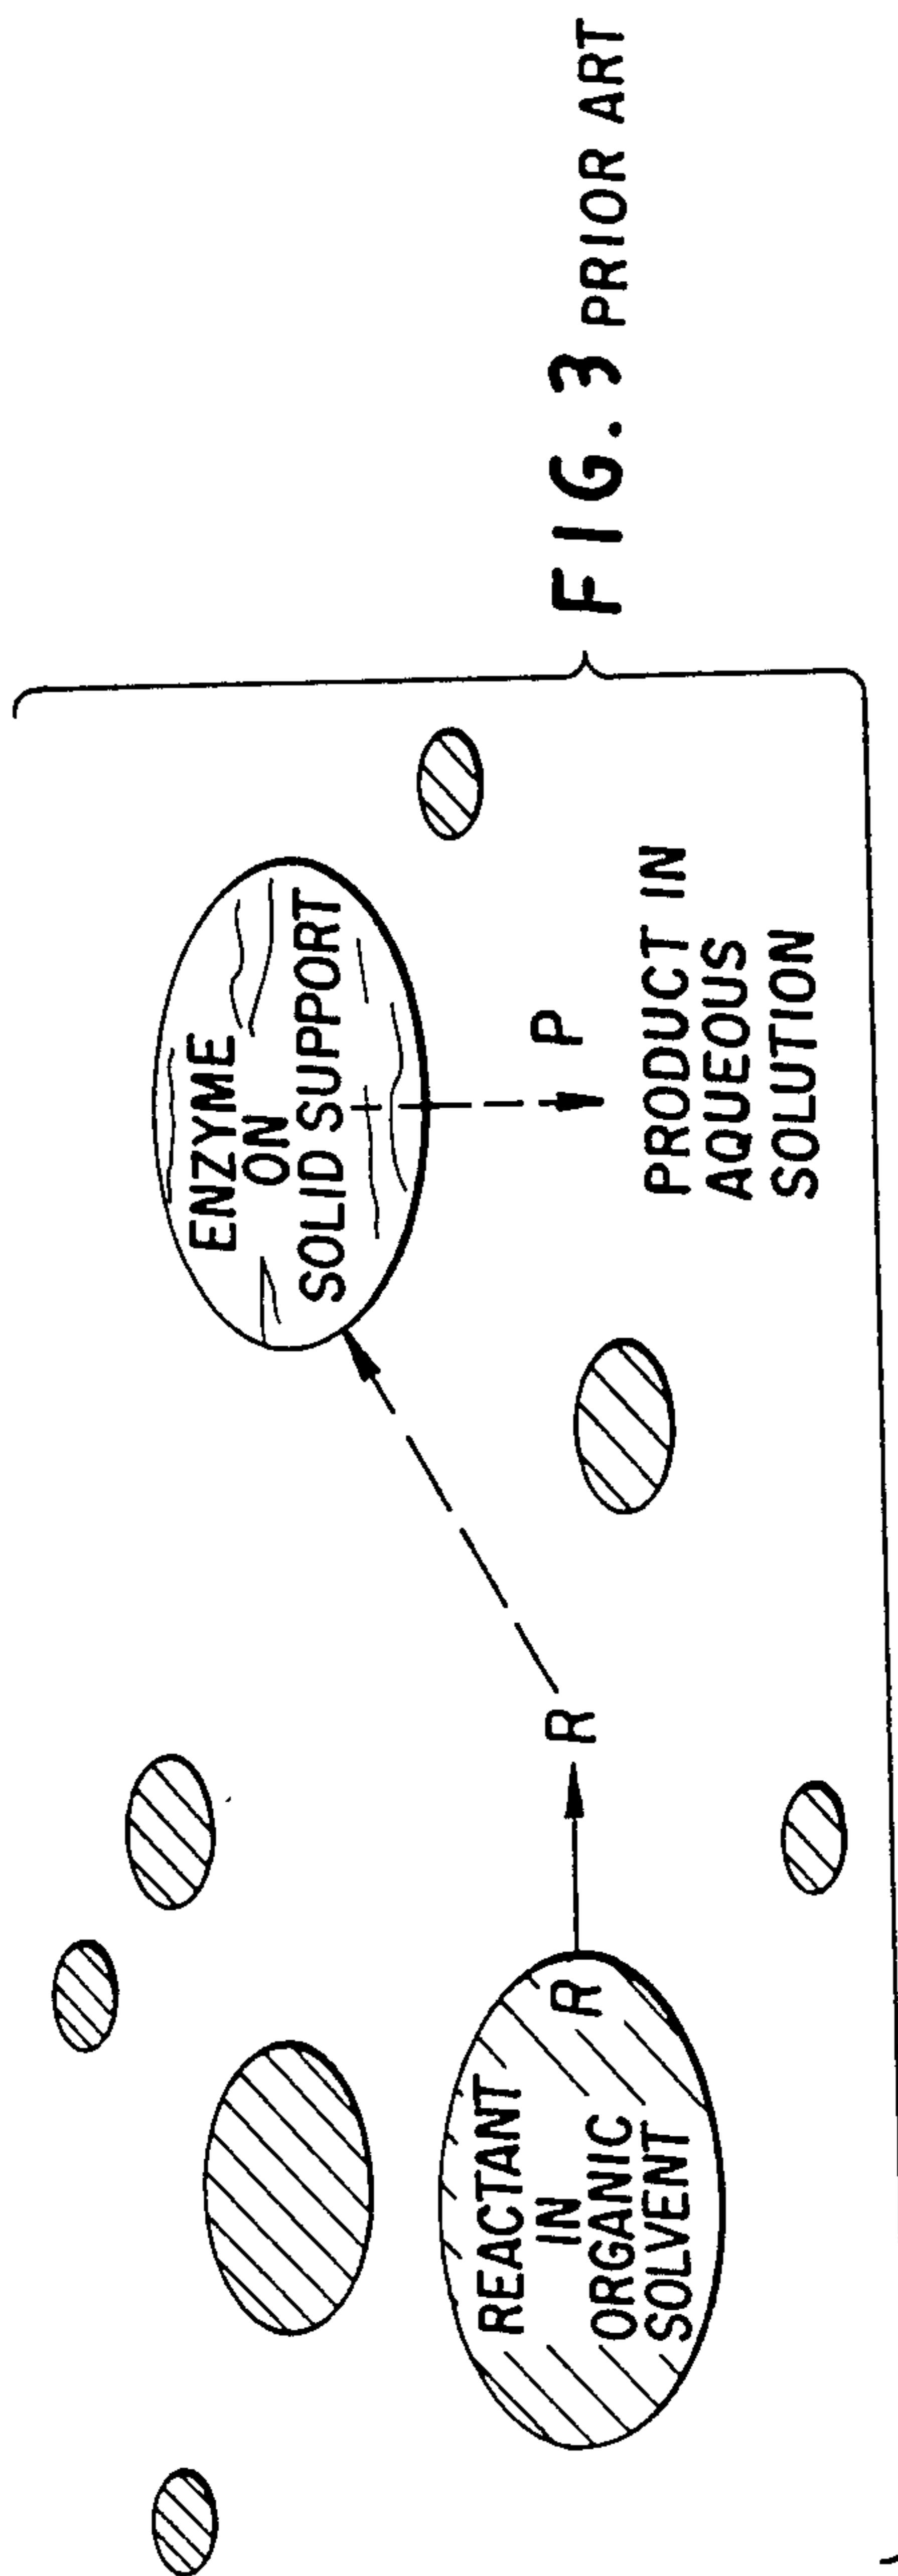 REACTANT
IN
ORGANIC
SOLVENT
R
R
ENZYME
ON
SOLID SUPPORT
P
PRODUCT IN
AQUEOUS
SOLUTION
FIG. 3 PRIOR ART